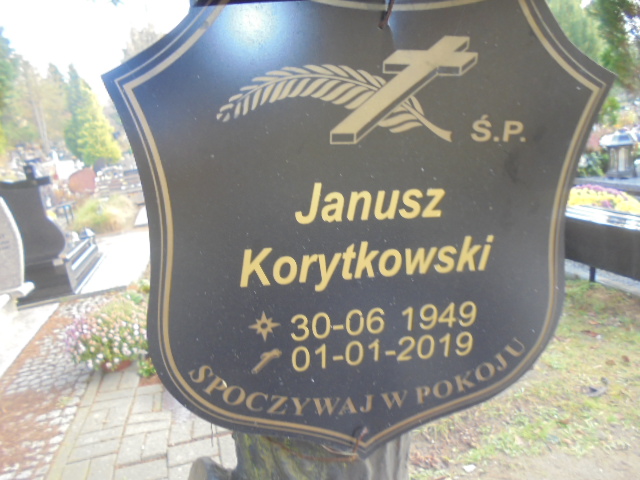 Ś.P.
Janusz
Korytkowski
30-06 1949
01-01-2019
SPOCZYWAJ W POKOJU